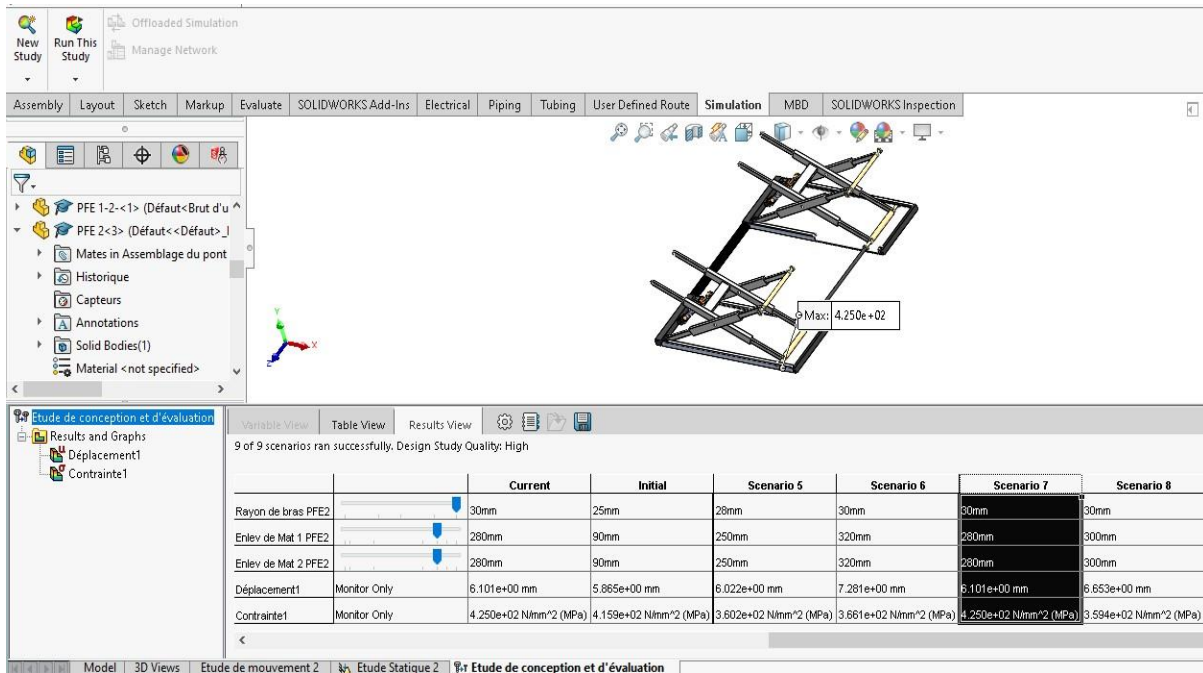 Offloaded Simulation
New Study
Run This Study
Manage Network
Assembly Layout Sketch Markup Evaluate SOLIDWORKS Add-Ins Electrical Piping Tubing User Defined Route Simulation MBD SOLIDWORKS Inspection
PFE 1-2-<1> (Défaut<Brut d'u
PFE 2<3> (Défaut<<Défaut>_
Mates in Assemblage du pont
Historique
Capteurs
Annotations
Solid Bodies(1)
Material <not specified>
Y
X
Z
Max: 4.250e+02
Etude de conception et d'évaluation
Results and Graphs
Déplacement1
Contrainte1
Variable View Table View Results View
9 of 9 scenarios ran successfully. Design Study Quality: High
Current Initial Scenario 5 Scenario 6 Scenario 7 Scenario 8
Rayon de bras PFE2 30mm 25mm 28mm 30mm 30mm 30mm
Enlev de Mat 1 PFE2 280mm 90mm 250mm 320mm 280mm 300mm
Enlev de Mat 2 PFE2 280mm 90mm 250mm 320mm 280mm 300mm
Déplacement1 Monitor Only 6.101e+00 mm 5.865e+00 mm 6.022e+00 mm 7.281e+00 mm 6.101e+00 mm 6.653e+00 mm
Contrainte1 Monitor Only 4.250e+02 N/mm^2 (MPa) 4.159e+02 N/mm^2 (MPa) 3.602e+02 N/mm^2 (MPa) 3.661e+02 N/mm^2 (MPa) 4.250e+02 N/mm^2 (MPa) 3.594e+02 N/mm^2 (MPa)
Model 3D Views Etude de mouvement 2 Etude Statique 2 Etude de conception et d'évaluation